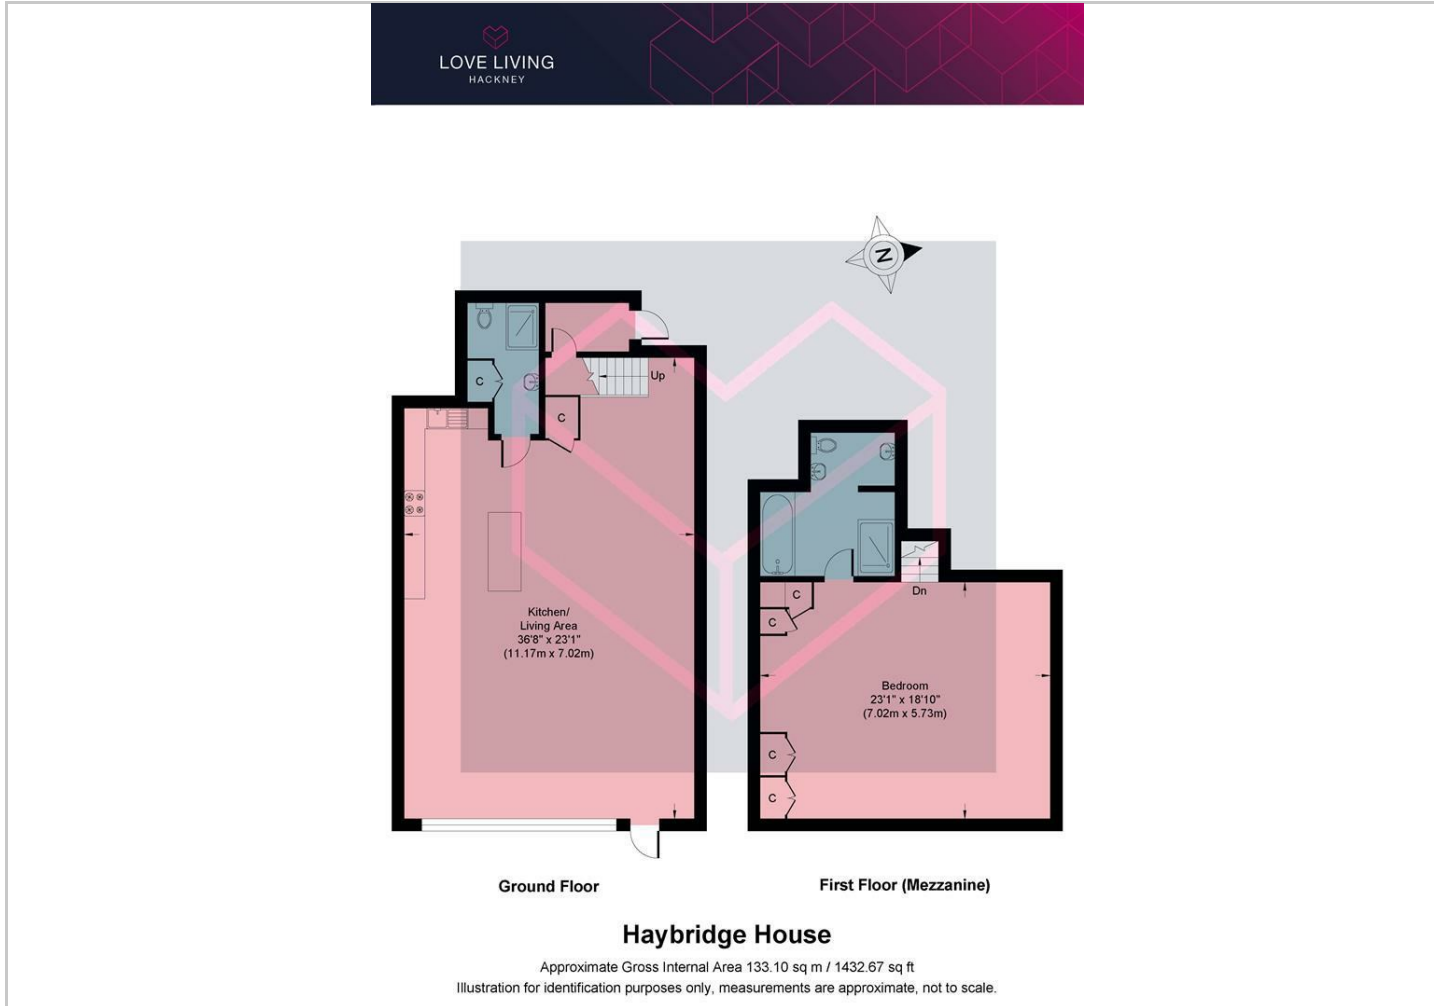 LOVE LIVING
HACKNEY
N
C
Up
C
Kitchen/
Living Area
36'8" x 23'1"
(11.17m x 7.02m)
Dn
C
C
Bedroom
23'1" x 18'10"
(7.02m x 5.73m)
C
C
Ground Floor
First Floor (Mezzanine)
Haybridge House
Approximate Gross Internal Area 133.10 sq m / 1432.67 sq ft
Illustration for identification purposes only, measurements are approximate, not to scale.